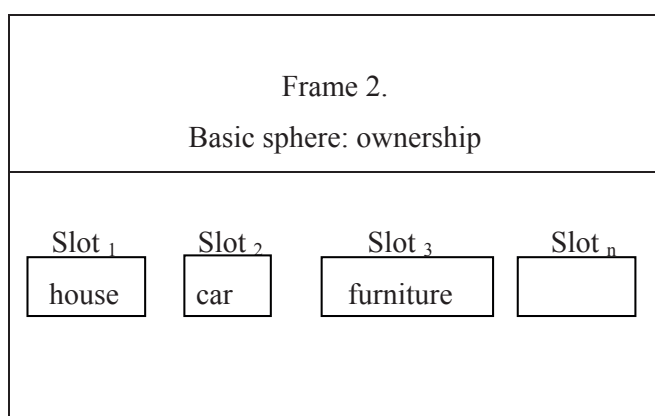 Frame 2.
Basic sphere: ownership
Slot 1 Slot 2 Slot 3 Slot n
house car furniture